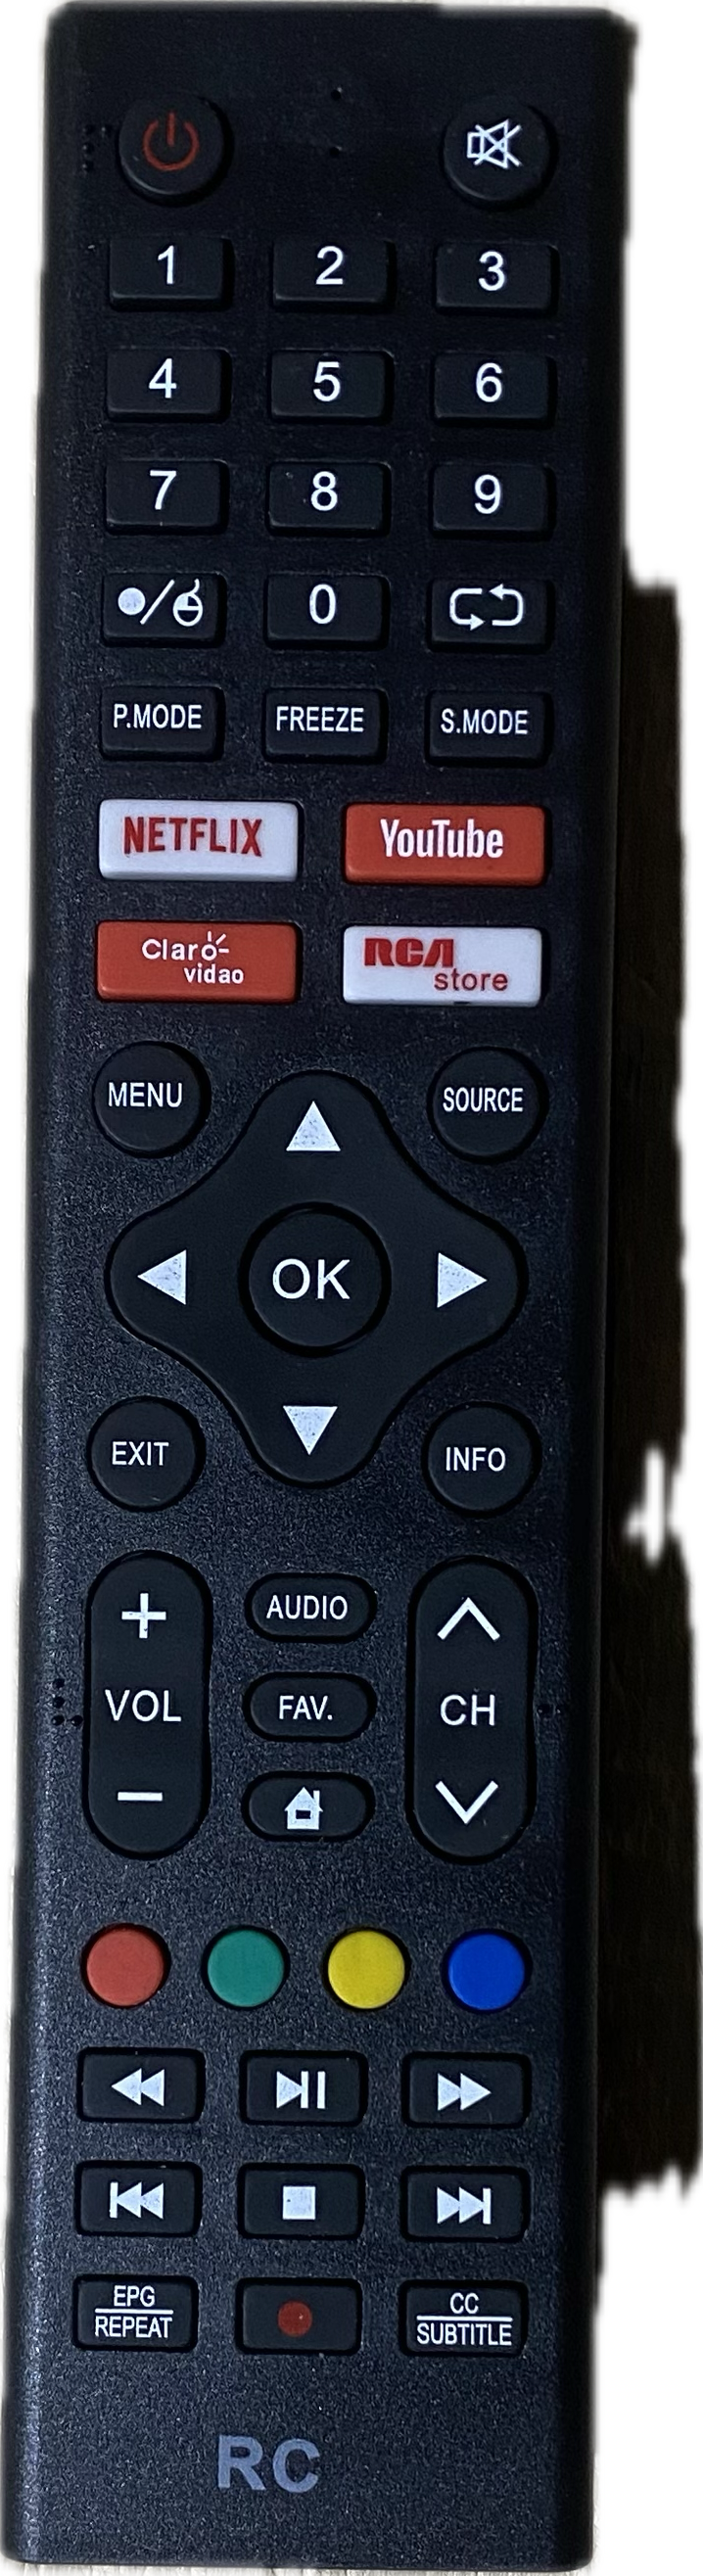 1 2 3
4 5 6
7 8 9
0
P.MODE FREEZE S.MODE
NETFLIX YouTube
Claro
vidao
RCA
store
MENU SOURCE
OK
EXIT INFO
AUDIO
VOL FAV. CH
EPG
REPEAT
CC
SUBTITLE
RC